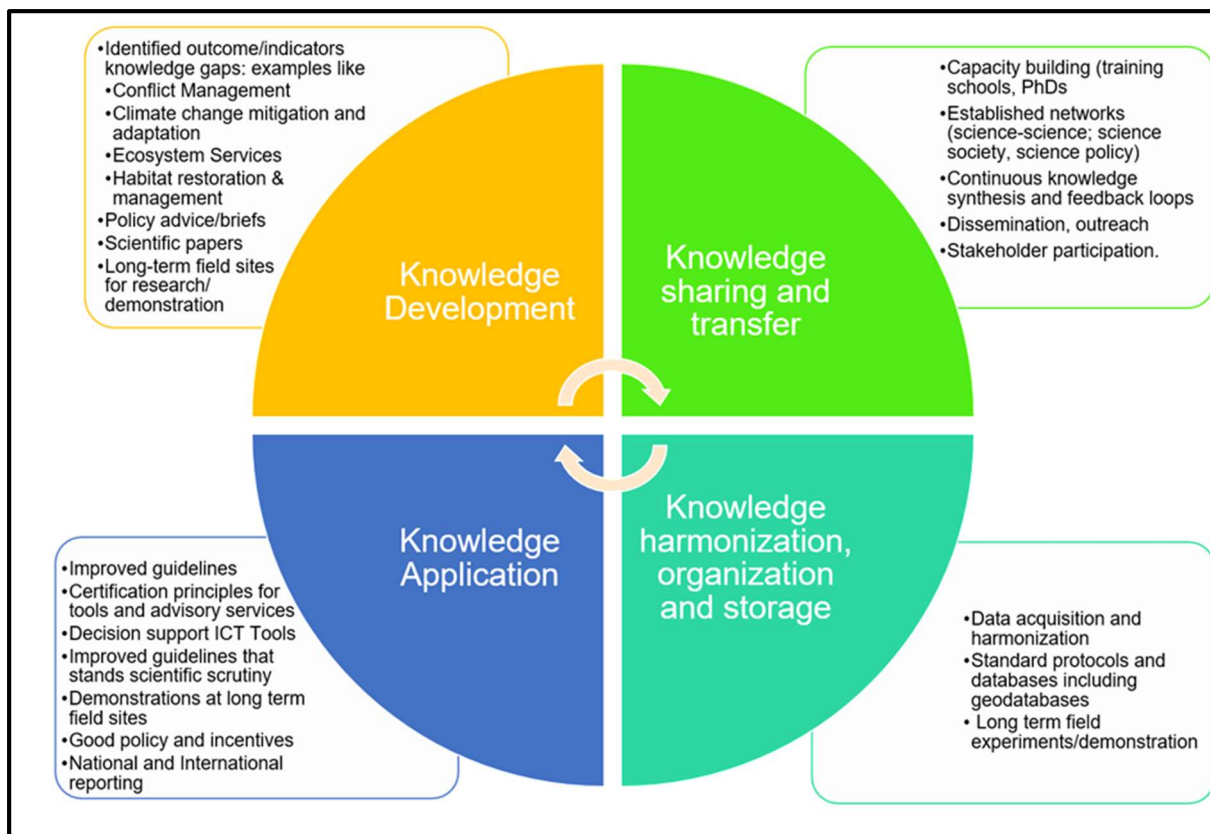 •Identified outcome/indicators
knowledge gaps: examples like
•Conflict Management
•Climate change mitigation and
adaptation
•Ecosystem Services
•Habitat restoration &
management
•Policy advice/briefs
•Scientific papers
•Long-term field sites
for research/
demonstration
Knowledge
Development
Knowledge
sharing and
transfer
•Capacity building (training
schools, PhDs
•Established networks
(science-science; science
society, science policy)
•Continuous knowledge
synthesis and feedback loops
•Dissemination, outreach
•Stakeholder participation.
•Improved guidelines
•Certification principles for
tools and advisory services
•Decision support ICT Tools
•Improved guidelines that
stands scientific scrutiny
•Demonstrations at long term
field sites
•Good policy and incentives
•National and International
reporting
Knowledge
Application
Knowledge
harmonization,
organization
and storage
•Data acquisition and
harmonization
•Standard protocols and
databases including
geodatabases
• Long term field
experiments/demonstration